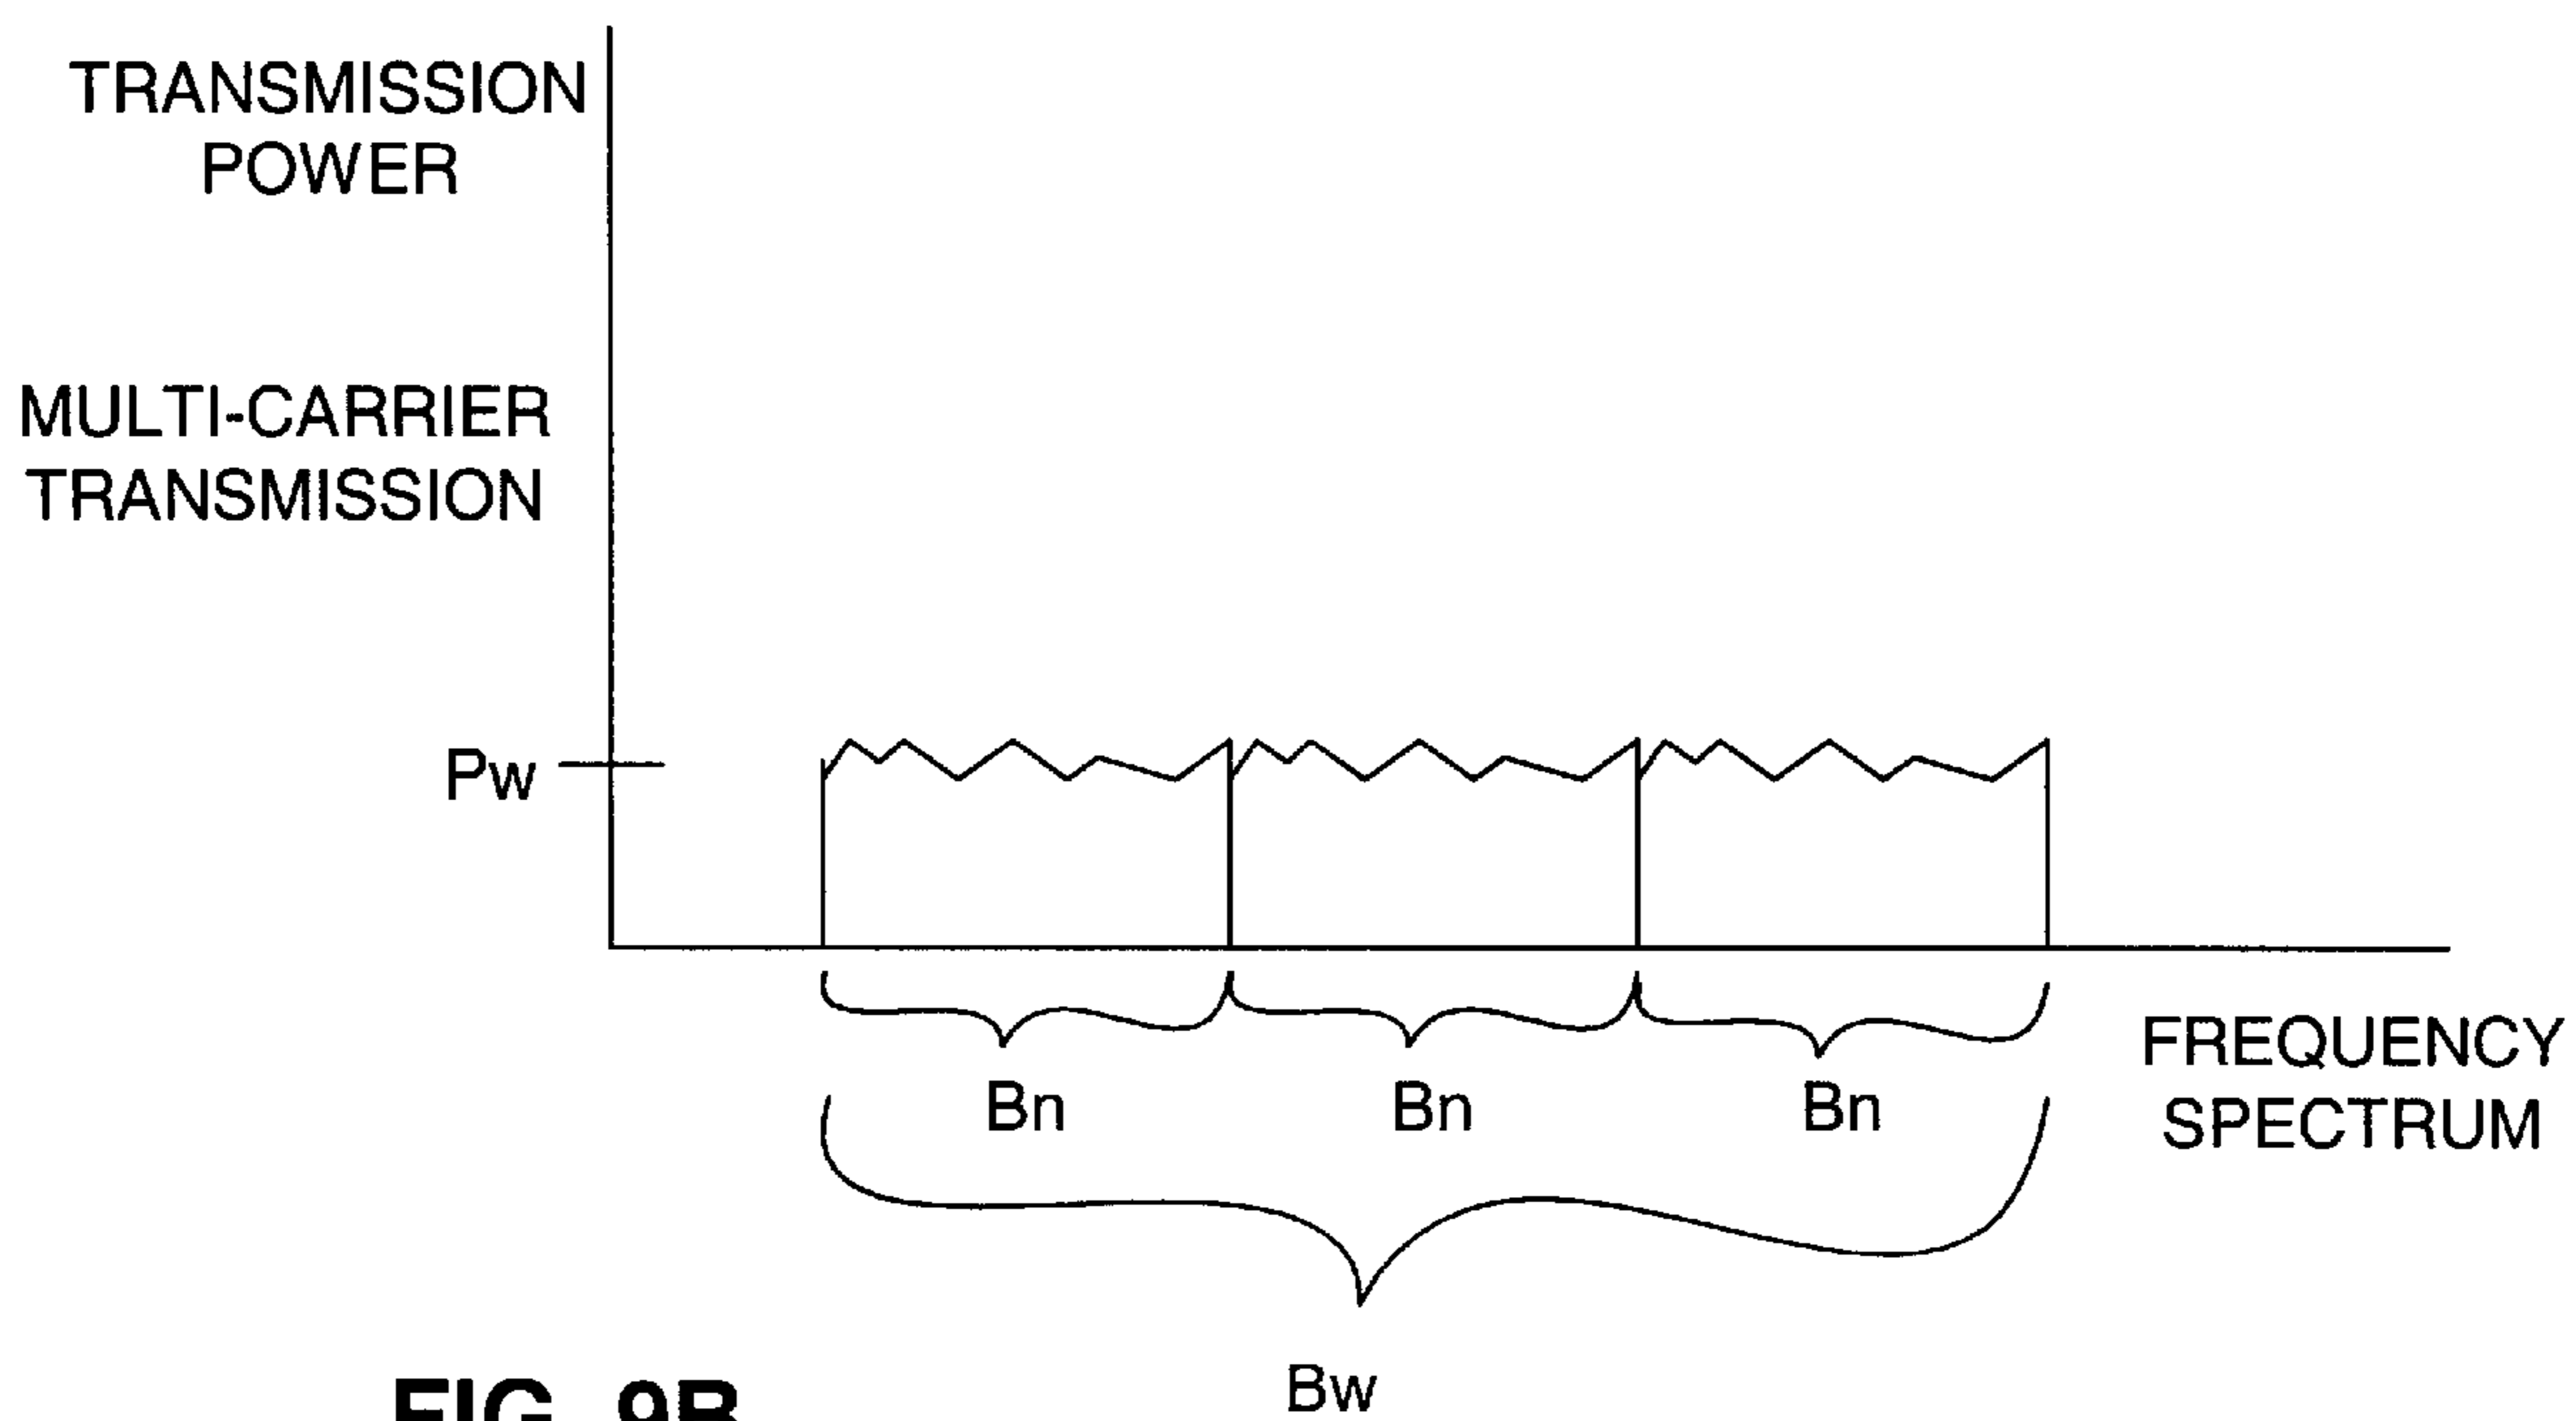 TRANSMISSION
POWER
MULTI-CARRIER
TRANSMISSION
Pw
Bn Bn Bn
FREQUENCY
SPECTRUM
Bw
FIG. 9B